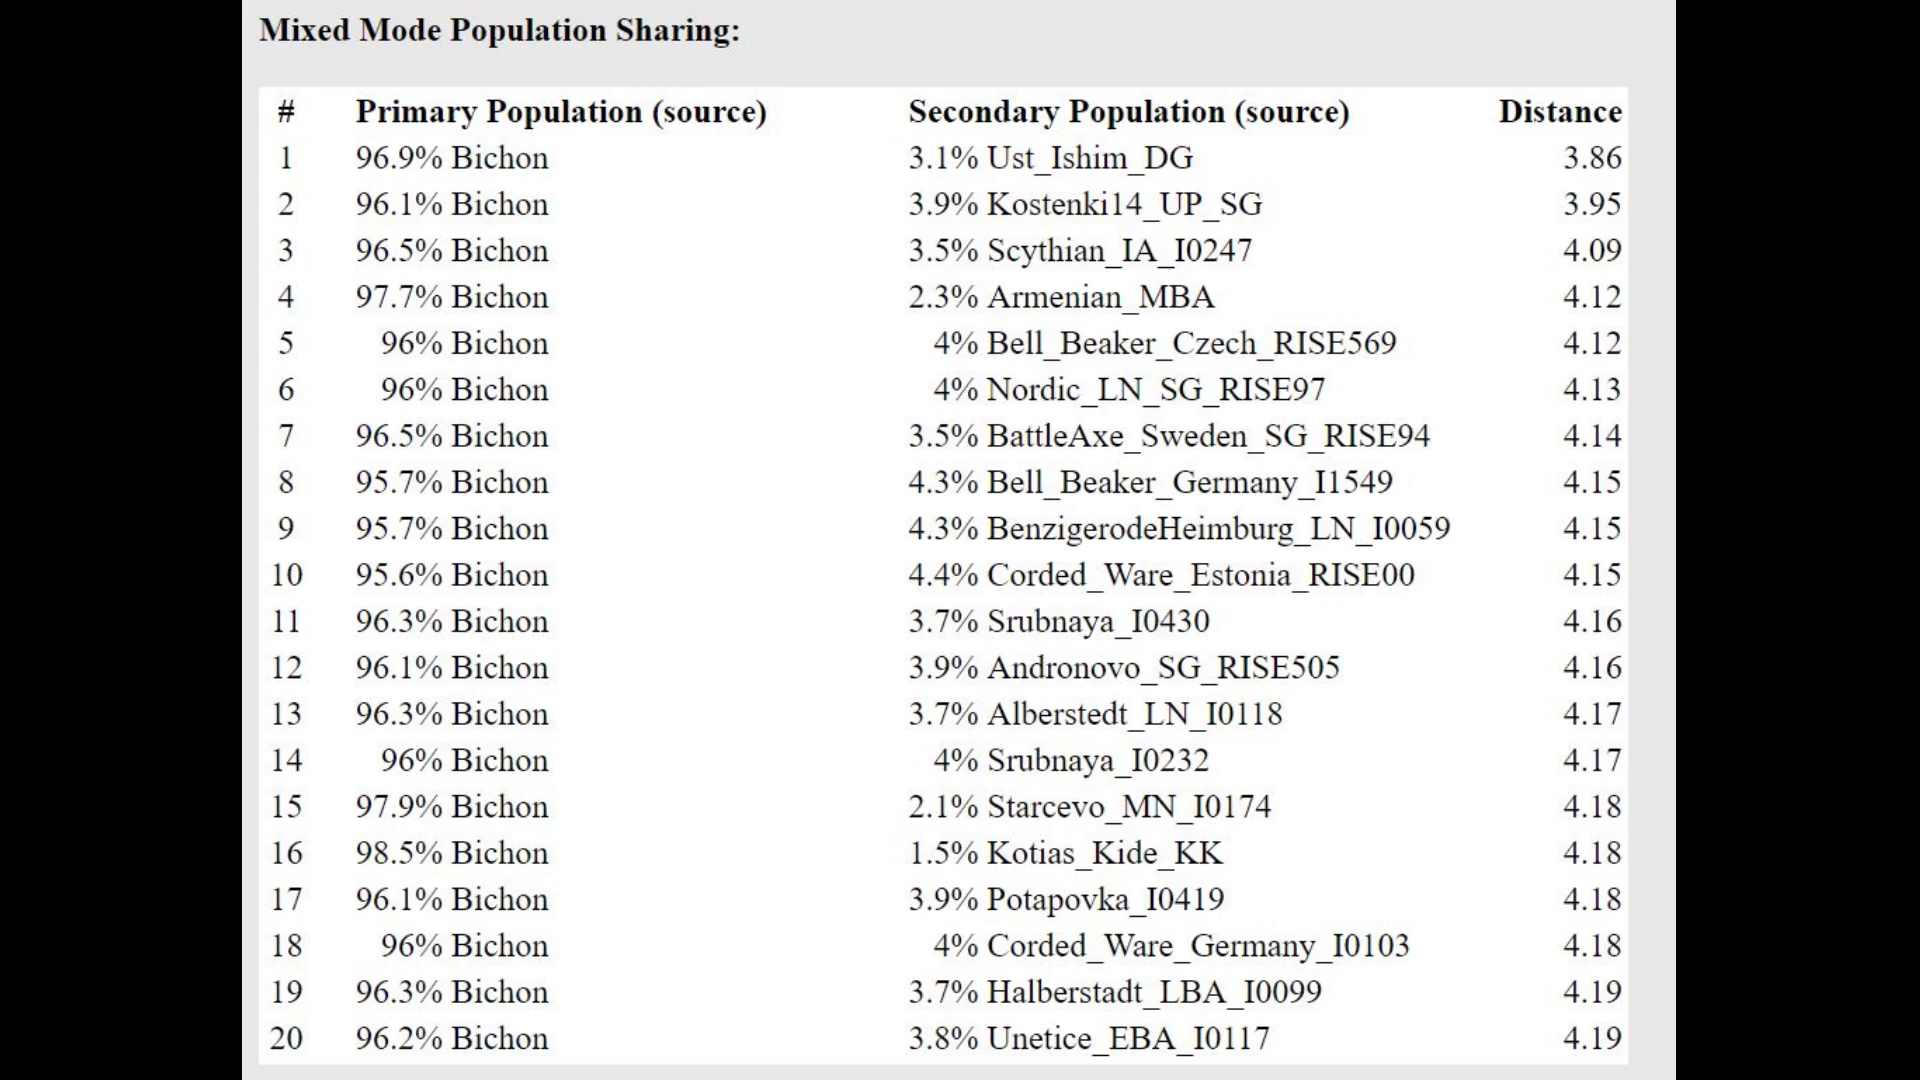 Mixed Mode Population Sharing:
# Primary Population (source) Secondary Population (source) Distance
1 96.9% Bichon 3.1% Ust_Ishim_DG 3.86
2 96.1% Bichon 3.9% Kostenki14_UP_SG 3.95
3 96.5% Bichon 3.5% Scythian_IA_I0247 4.09
4 97.7% Bichon 2.3% Armenian_MBA 4.12
5 96% Bichon 4% Bell_Beaker_Czech_RISE569 4.12
6 96% Bichon 4% Nordic_LN_SG_RISE97 4.13
7 96.5% Bichon 3.5% BattleAxe_Sweden_SG_RISE94 4.14
8 95.7% Bichon 4.3% Bell_Beaker_Germany_I1549 4.15
9 95.7% Bichon 4.3% BenzigerodeHeimburg_LN_I0059 4.15
10 95.6% Bichon 4.4% Corded_Ware_Estonia_RISE00 4.15
11 96.3% Bichon 3.7% Srubnaya_I0430 4.16
12 96.1% Bichon 3.9% Andronovo_SG_RISE505 4.16
13 96.3% Bichon 3.7% Alberstedt_LN_I0118 4.17
14 96% Bichon 4% Srubnaya_I0232 4.17
15 97.9% Bichon 2.1% Starcevo_MN_I0174 4.18
16 98.5% Bichon 1.5% Kotias_Kide_KK 4.18
17 96.1% Bichon 3.9% Potapovka_I0419 4.18
18 96% Bichon 4% Corded_Ware_Germany_I0103 4.18
19 96.3% Bichon 3.7% Halberstadt_LBA_I0099 4.19
20 96.2% Bichon 3.8% Unetice_EBA_I0117 4.19